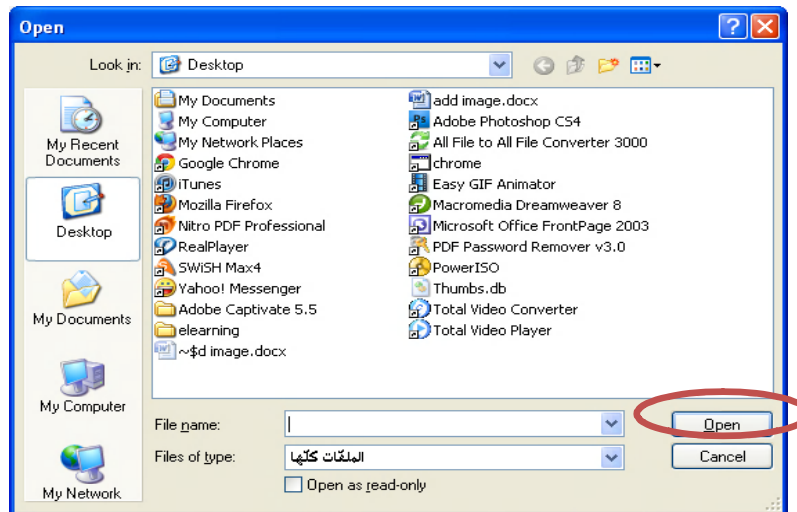 Open
Look in: Desktop
My Recent Documents
Desktop
My Documents
My Computer
My Network
My Documents
My Computer
My Network Places
Google Chrome
iTunes
Mozilla Firefox
Nitro PDF Professional
RealPlayer
SWiSH Max4
Yahoo! Messenger
Adobe Captivate 5.5
elearning
~$d image.docx
add image.docx
Adobe Photoshop CS4
All File to All File Converter 3000
chrome
Easy GIF Animator
Macromedia Dreamweaver 8
Microsoft Office FrontPage 2003
PDF Password Remover v3.0
PowerISO
Thumbs.db
Total Video Converter
Total Video Player
File name:
Open
Files of type: الملفّات كلّها
Cancel
Open as read-only